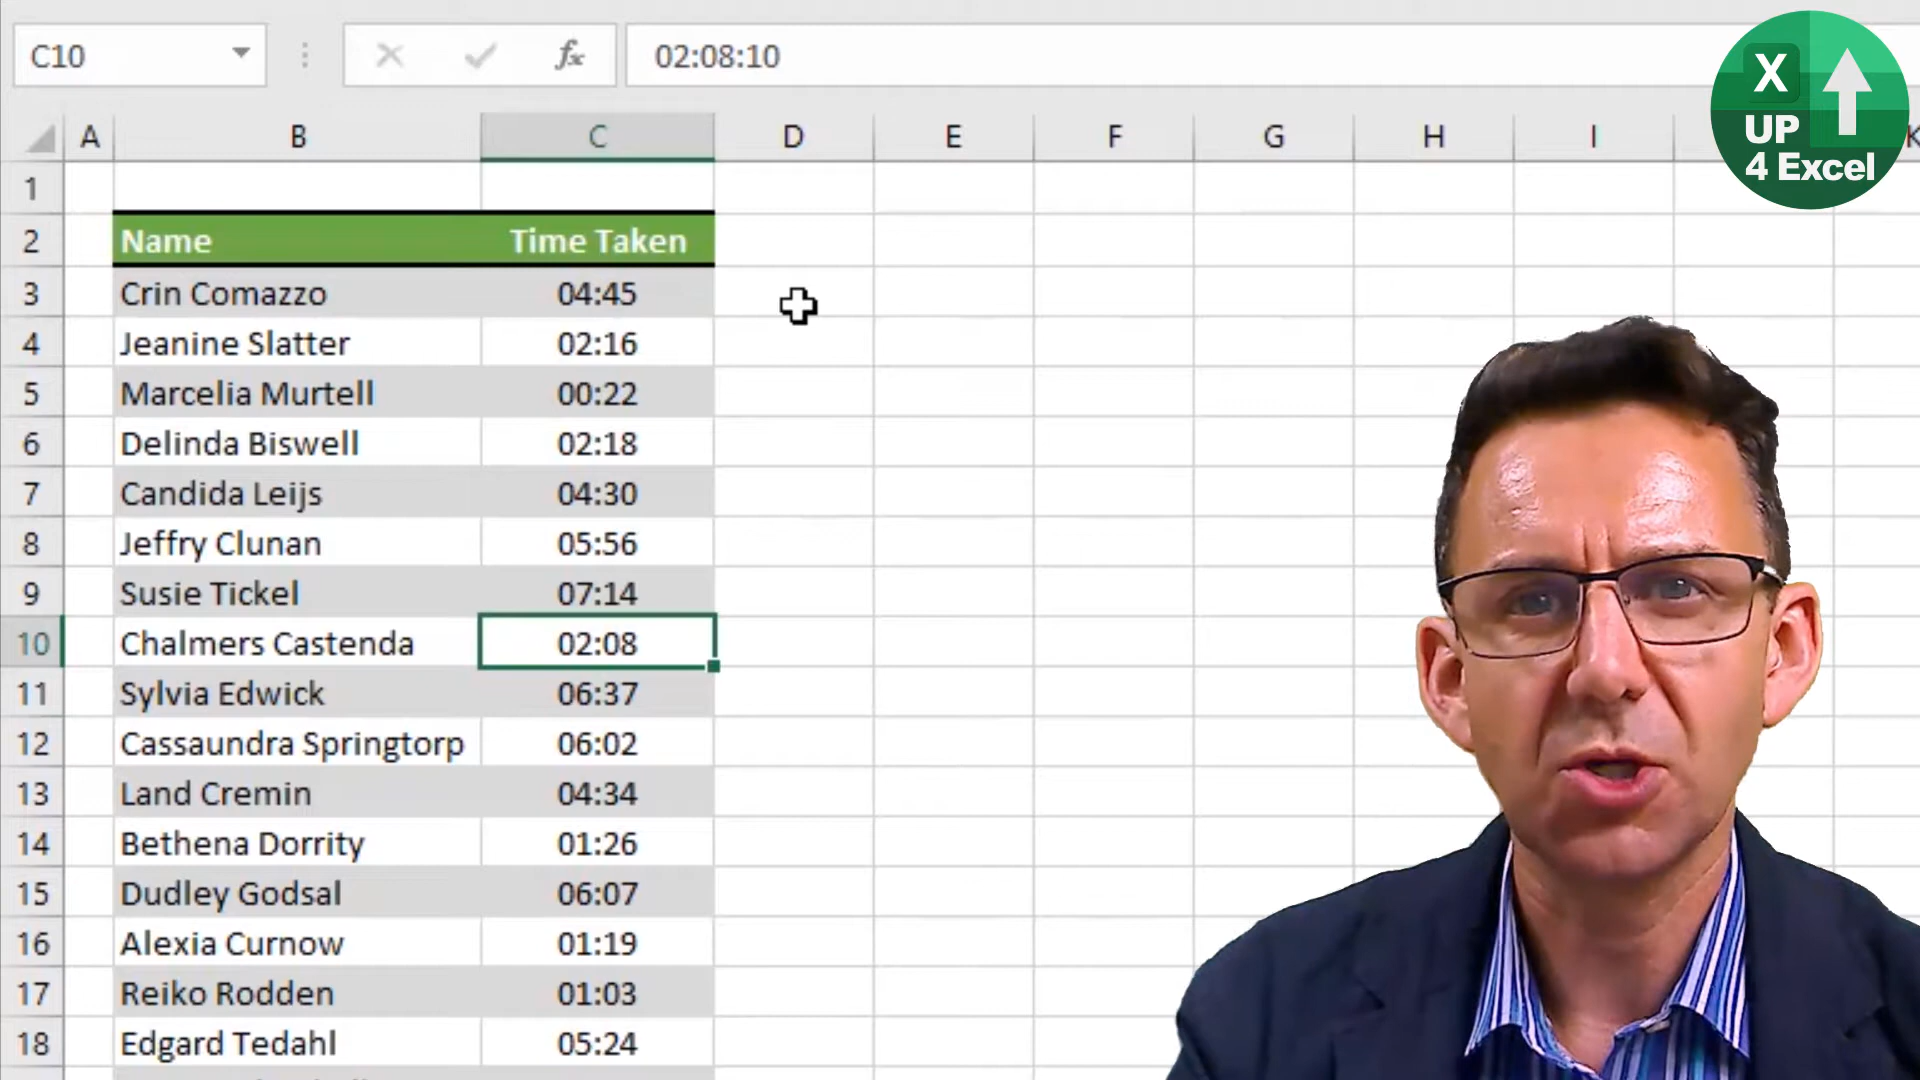 C10 fx 02:08:10
X
UP
4 Excel
A B C D E F G H I K
1
2 Name Time Taken
3 Crin Comazzo 04:45
4 Jeanine Slatter 02:16
5 Marcelia Murtell 00:22
6 Delinda Biswell 02:18
7 Candida Leijs 04:30
8 Jeffry Clunan 05:56
9 Susie Tickel 07:14
10 Chalmers Castenda 02:08
11 Sylvia Edwick 06:37
12 Cassaundra Springtorp 06:02
13 Land Cremin 04:34
14 Bethena Dorrity 01:26
15 Dudley Godsal 06:07
16 Alexia Curnow 01:19
17 Reiko Rodden 01:03
18 Edgard Tedahl 05:24